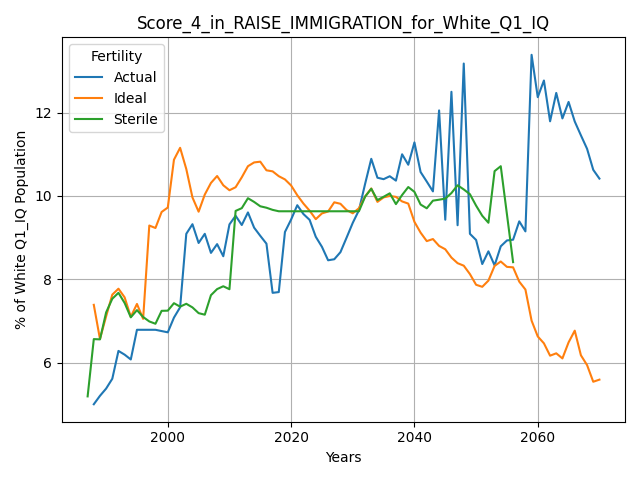 Score_4_in_RAISE_IMMIGRATION_for_White_Q1_IQ
Fertility
Actual
Ideal
Sterile
% of White Q1_IQ Population
12
10
8
6
2000
2020
2040
2060
Years